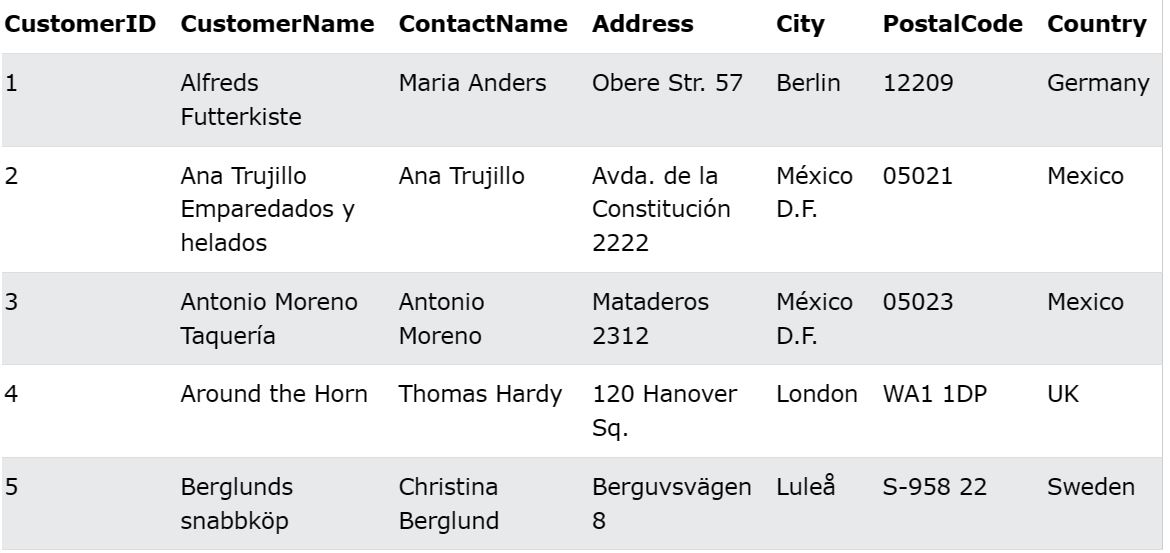 CustomerID CustomerName ContactName Address City PostalCode Country
1 Alfreds Maria Anders Obere Str. 57 Berlin 12209 Germany
Futterkiste
2 Ana Trujillo Ana Trujillo Avda. de la México 05021 Mexico
Emparedados y Constitución D.F.
helados 2222
3 Antonio Moreno Antonio Mataderos México 05023 Mexico
Taquería Moreno 2312 D.F.
4 Around the Horn Thomas Hardy 120 Hanover London WA1 1DP UK
Sq.
5 Berglunds Christina Berguvsvägen Luleå S-958 22 Sweden
snabbköp Berglund 8